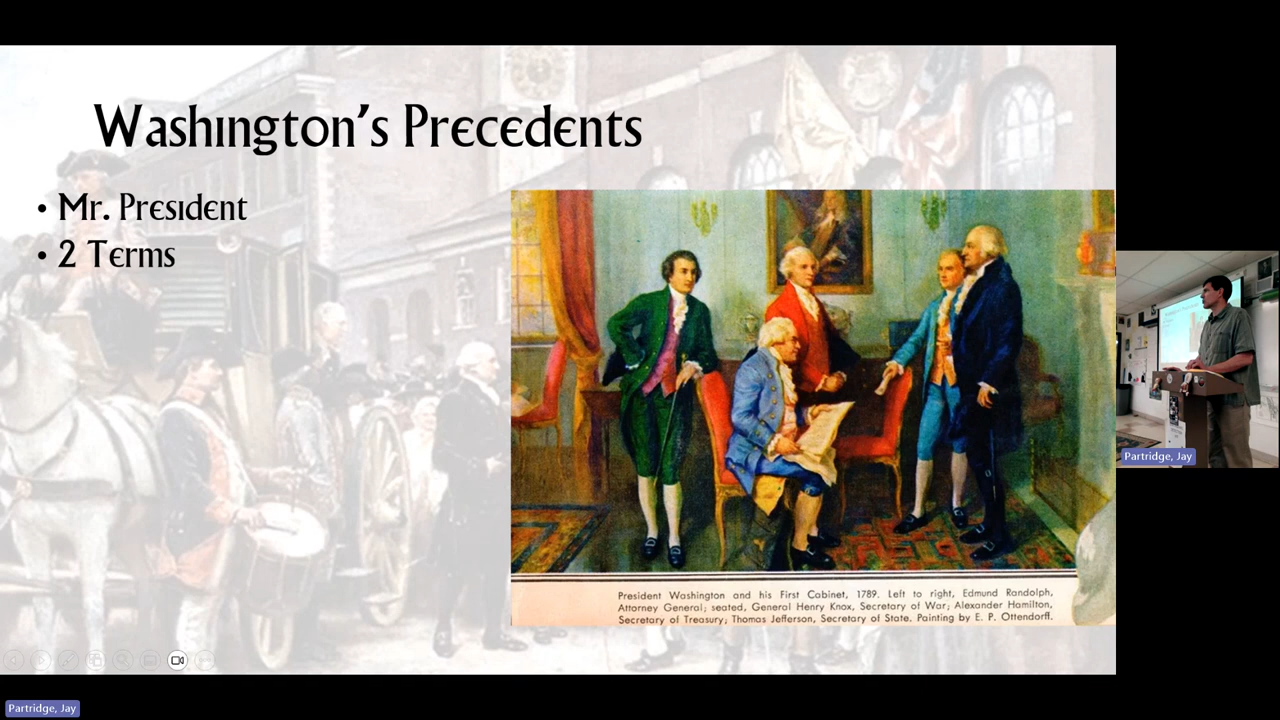 Washington's Precedents
• Mr. President
• 2 Terms
President Washington and his First Cabinet, 1789. Left to right, Edmund Randolph,
Attorney General; seated, General Henry Knox, Secretary of War; Alexander Hamilton,
Secretary of Treasury; Thomas Jefferson, Secretary of State. Painting by E. P. Ottendorff.
Partridge, Jay
Partridge, Jay